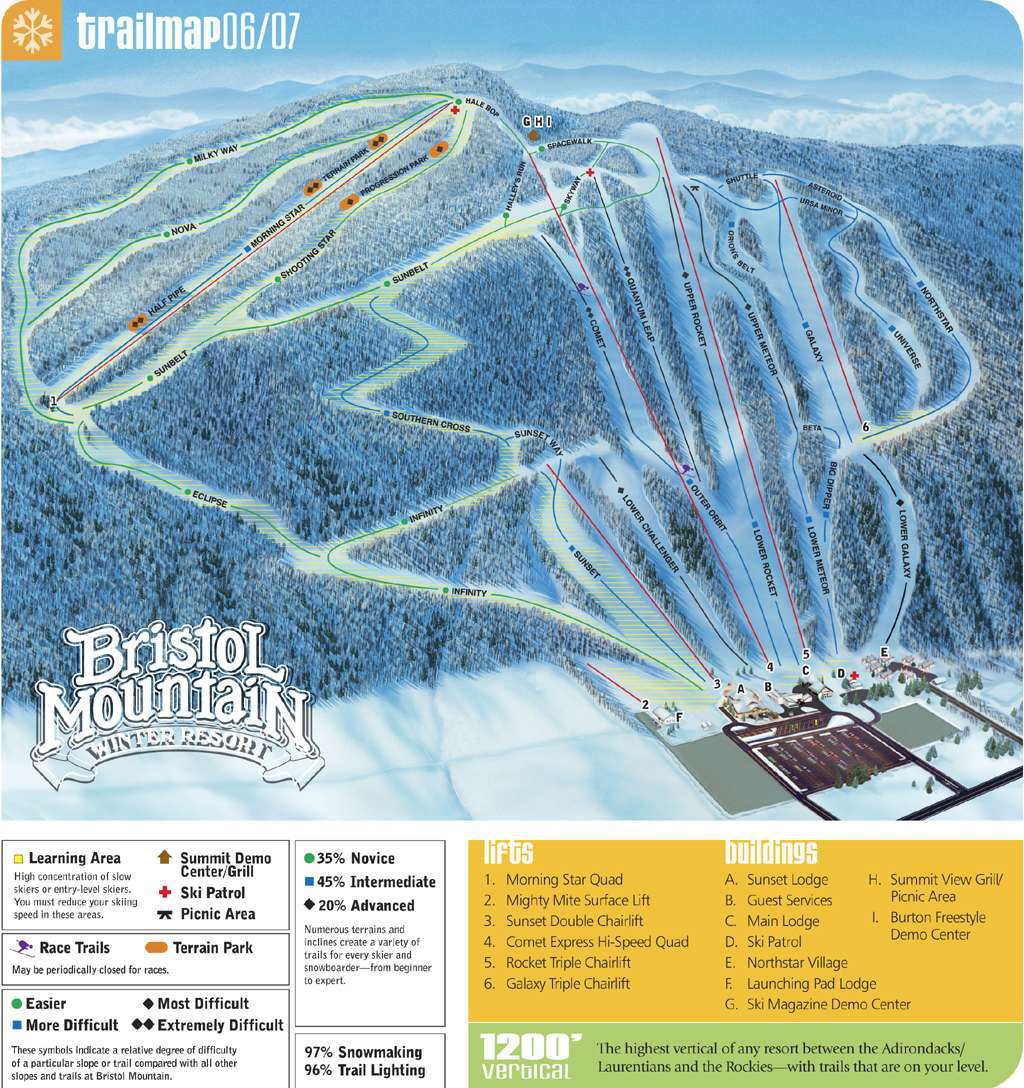 trailmap06/07
HALE BOP
G H I
MILKY WAY
TERRAIN PARK
PROGRESSION PARK
SPACEWALK
HALLEY'S RUN
SKYWAY
SHUTTLE
ASTEROID
URSA MINOR
NOVA
MORNING STAR
SHOOTING STAR
SUNBELT
ORION'S BELT
HALF PIPE
COMET
QUANTUM LEAP
UPPER ROCKET
UPPER METEOR
GALAXY
UNIVERSE
NORTHSTAR
SUNBELT
1
SOUTHERN CROSS
SUNSET WAY
BETA
6
ECLIPSE
INFINITY
LOWER CHALLENGER
OUTER ORBIT
BIG DIPPER
LOWER GALAXY
SUNSET
LOWER ROCKET
LOWER METEOR
INFINITY
Bristol
Mountain
WINTER RESORT
2
F
3
A
B
4
C
5
D
E
Learning Area
High concentration of slow
skiers or entry-level skiers.
You must reduce your skiing
speed in these areas.
Summit Demo
Center/Grill
Ski Patrol
Picnic Area
Race Trails
Terrain Park
May be periodically closed for races.
Easier
Most Difficult
More Difficult
Extremely Difficult
These symbols indicate a relative degree of difficulty
of a particular slope or trail compared with all other
slopes and trails at Bristol Mountain.
35% Novice
45% Intermediate
20% Advanced
Numerous terrains and
inclines create a variety of
trails for every skier and
snowboarder—from beginner
to expert.
97% Snowmaking
96% Trail Lighting
lifts
1. Morning Star Quad
2. Mighty Mite Surface Lift
3. Sunset Double Chairlift
4. Comet Express Hi-Speed Quad
5. Rocket Triple Chairlift
6. Galaxy Triple Chairlift
buildings
A. Sunset Lodge
B. Guest Services
C. Main Lodge
D. Ski Patrol
E. Northstar Village
F. Launching Pad Lodge
G. Ski Magazine Demo Center
H. Summit View Grill/
Picnic Area
I. Burton Freestyle
Demo Center
1200'
vertical
The highest vertical of any resort between the Adirondacks/
Laurentians and the Rockies—with trails that are on your level.